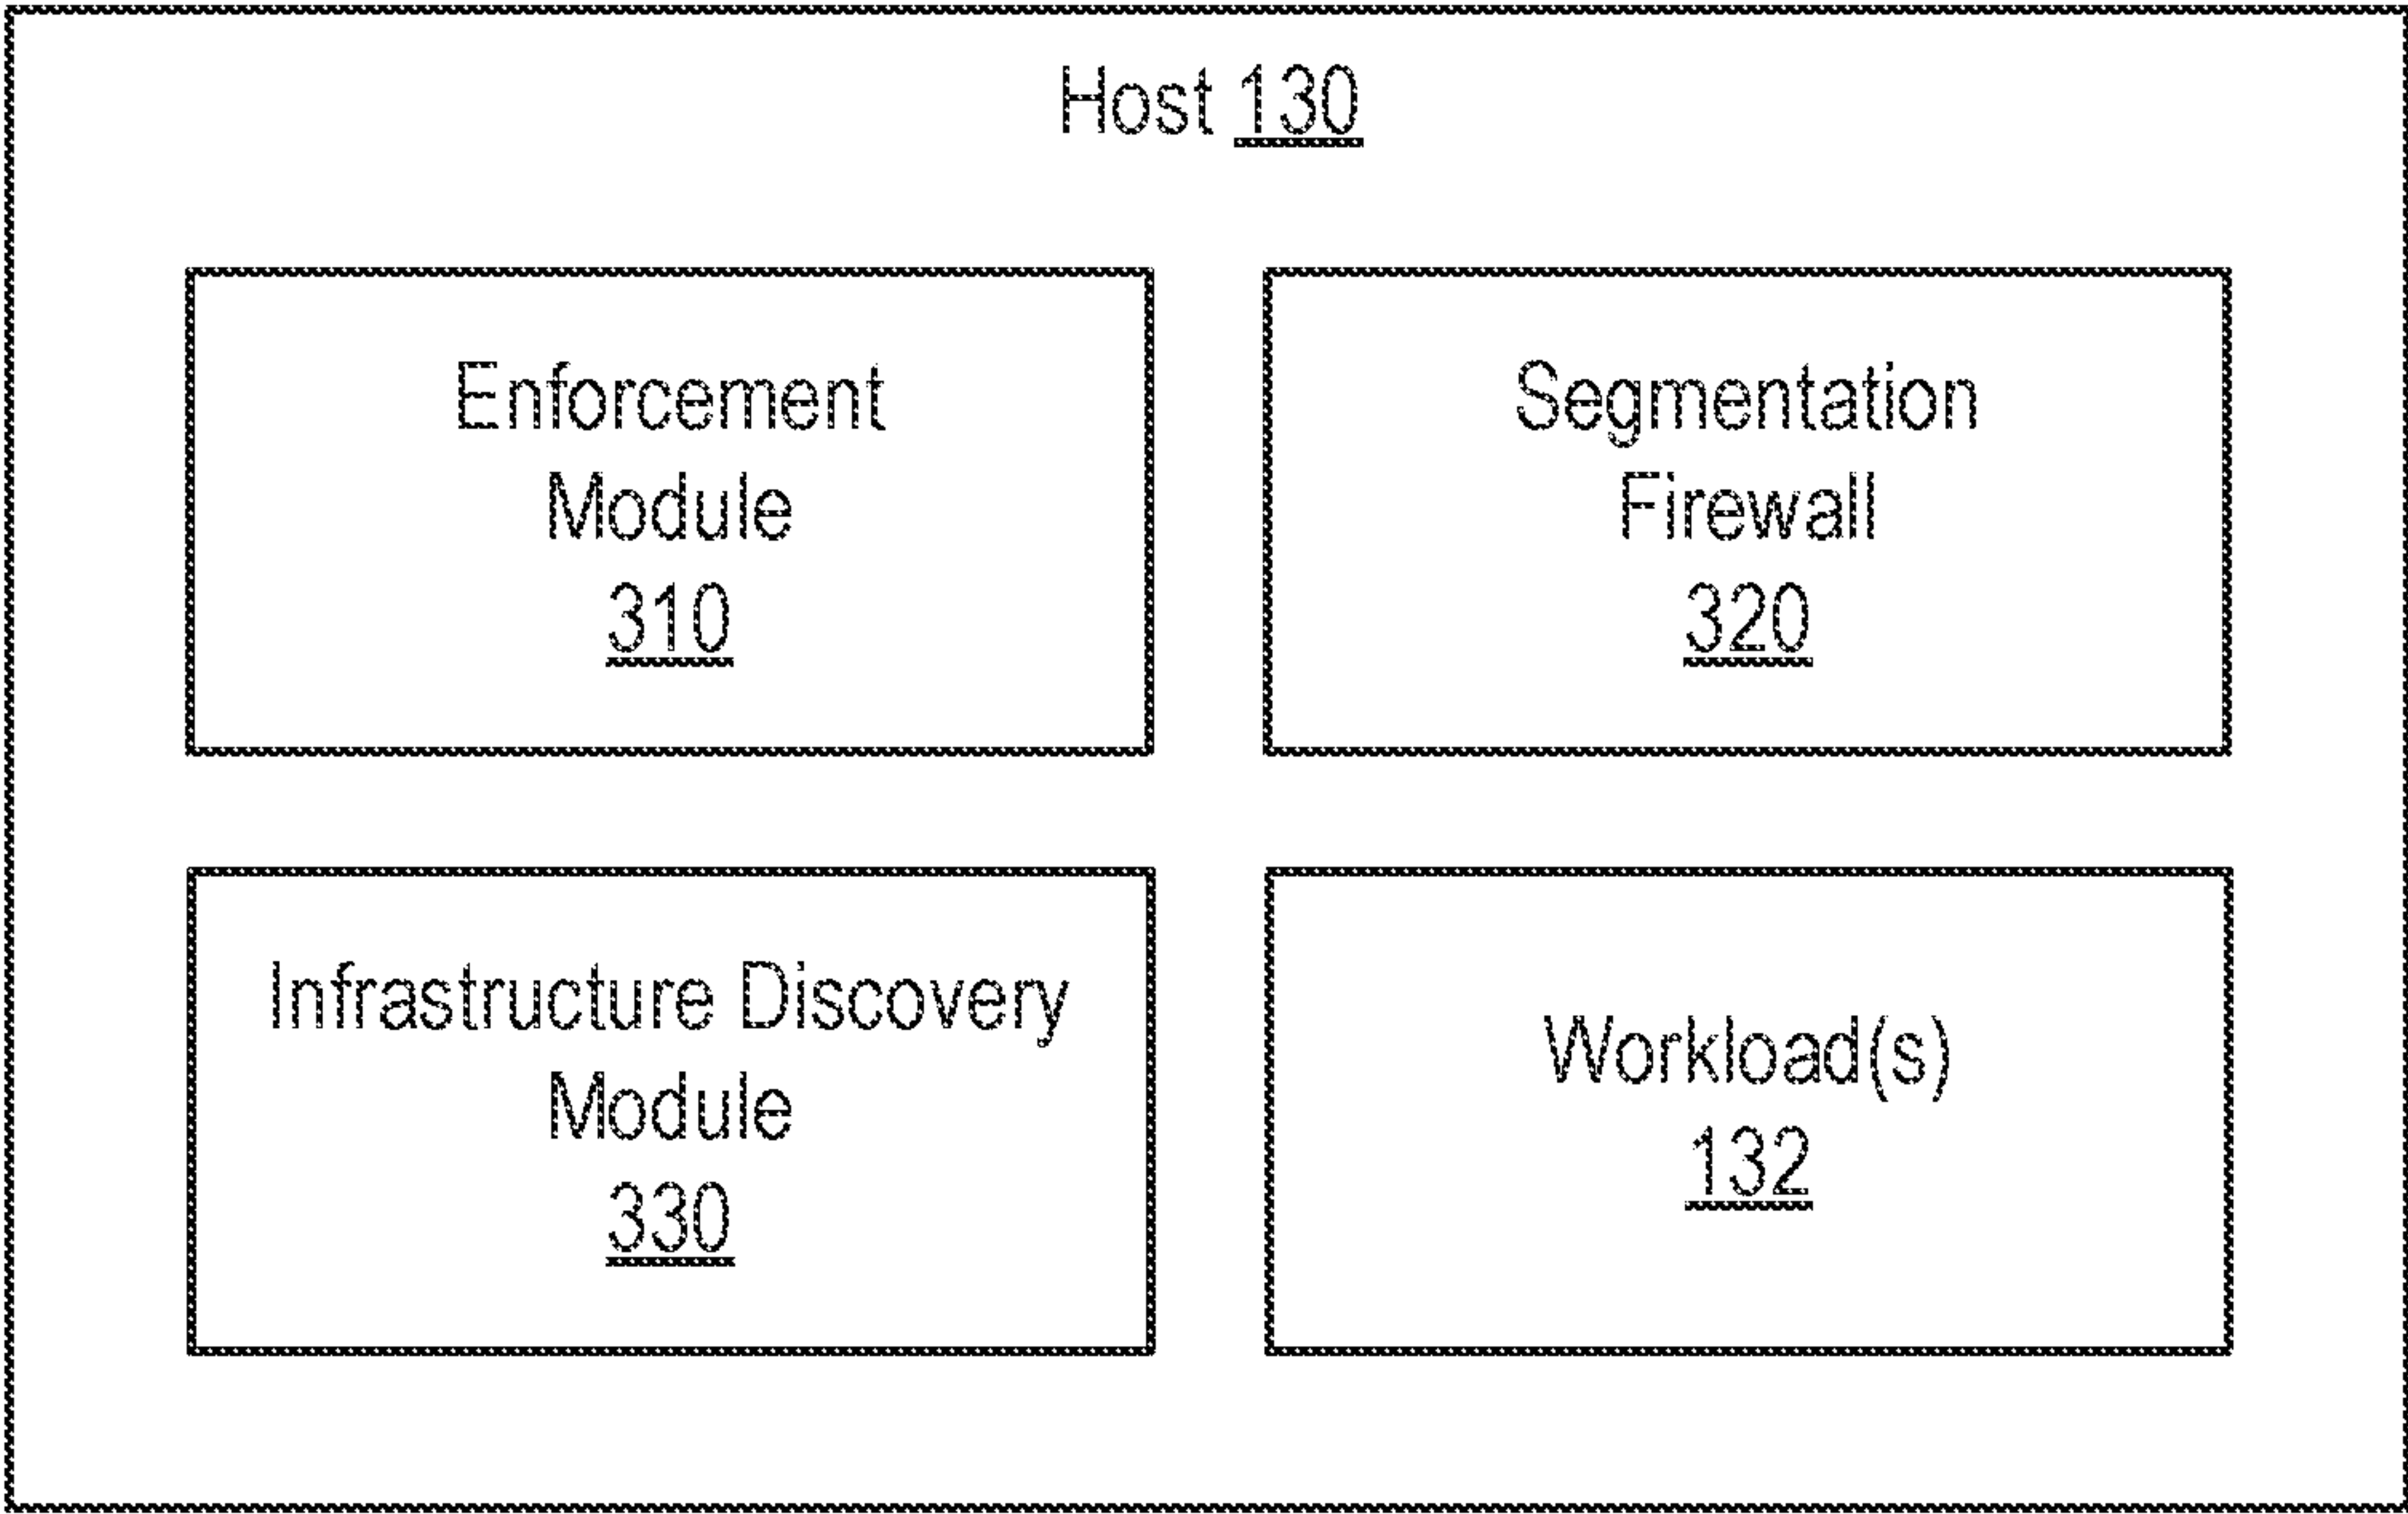 Host 130
Enforcement
Module
310
Segmentation
Firewall
320
Infrastructure Discovery
Module
330
Workload(s)
132